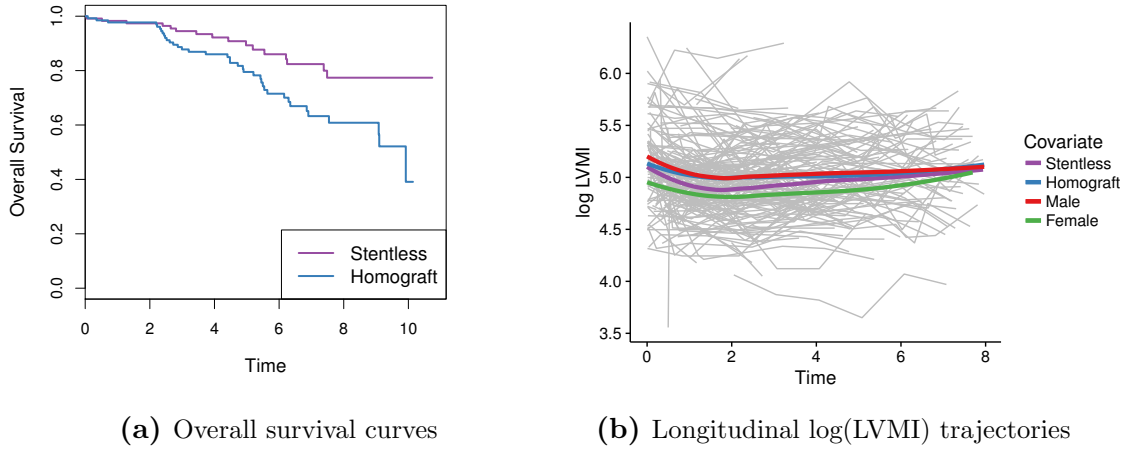 Overall Survival
1.0
0.8
0.6
0.4
0.2
0.0
Stentless
Homograft
0 2 4 6 8 10
Time
(a) Overall survival curves
log LVMI
6.0
5.5
5.0
4.5
4.0
3.5
0 2 4 6 8
Time
Covariate
Stentless
Homograft
Male
Female
(b) Longitudinal log(LVMI) trajectories